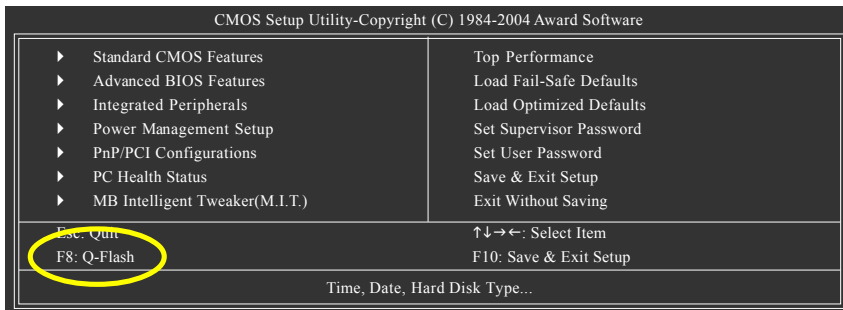 CMOS Setup Utility-Copyright (C) 1984-2004 Award Software
Standard CMOS Features
Advanced BIOS Features
Integrated Peripherals
Power Management Setup
PnP/PCI Configurations
PC Health Status
MB Intelligent Tweaker(M.I.T.)
Top Performance
Load Fail-Safe Defaults
Load Optimized Defaults
Set Supervisor Password
Set User Password
Save & Exit Setup
Exit Without Saving
Esc: Quit
F8: Q-Flash
↑↓→←: Select Item
F10: Save & Exit Setup
Time, Date, Hard Disk Type...